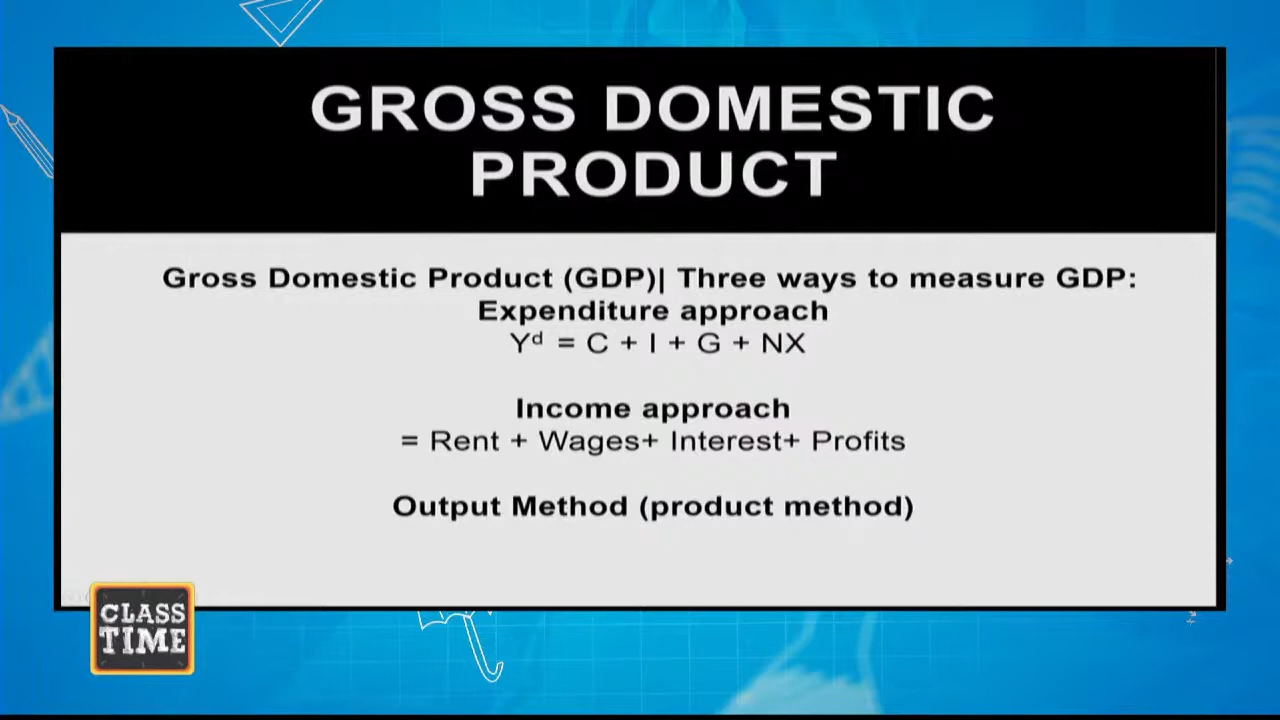 GROSS DOMESTIC
PRODUCT
Gross Domestic Product (GDP)| Three ways to measure GDP:
Expenditure approach
Yᵈ = C + I + G + NX
Income approach
= Rent + Wages+ Interest+ Profits
Output Method (product method)
CLASS
TIME